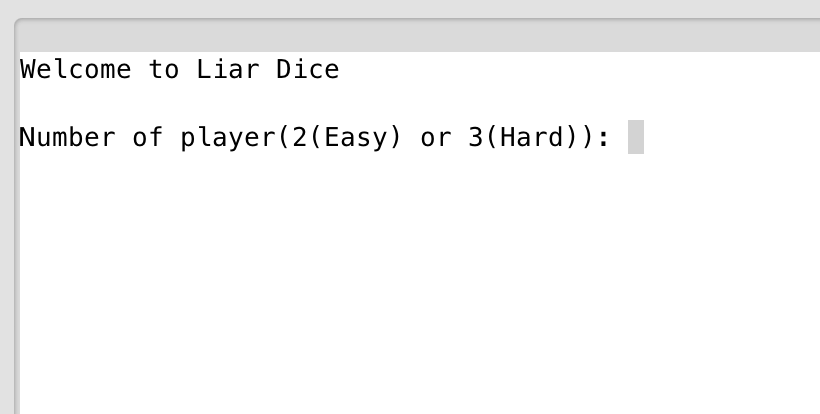 Welcome to Liar Dice
Number of player(2(Easy) or 3(Hard)):